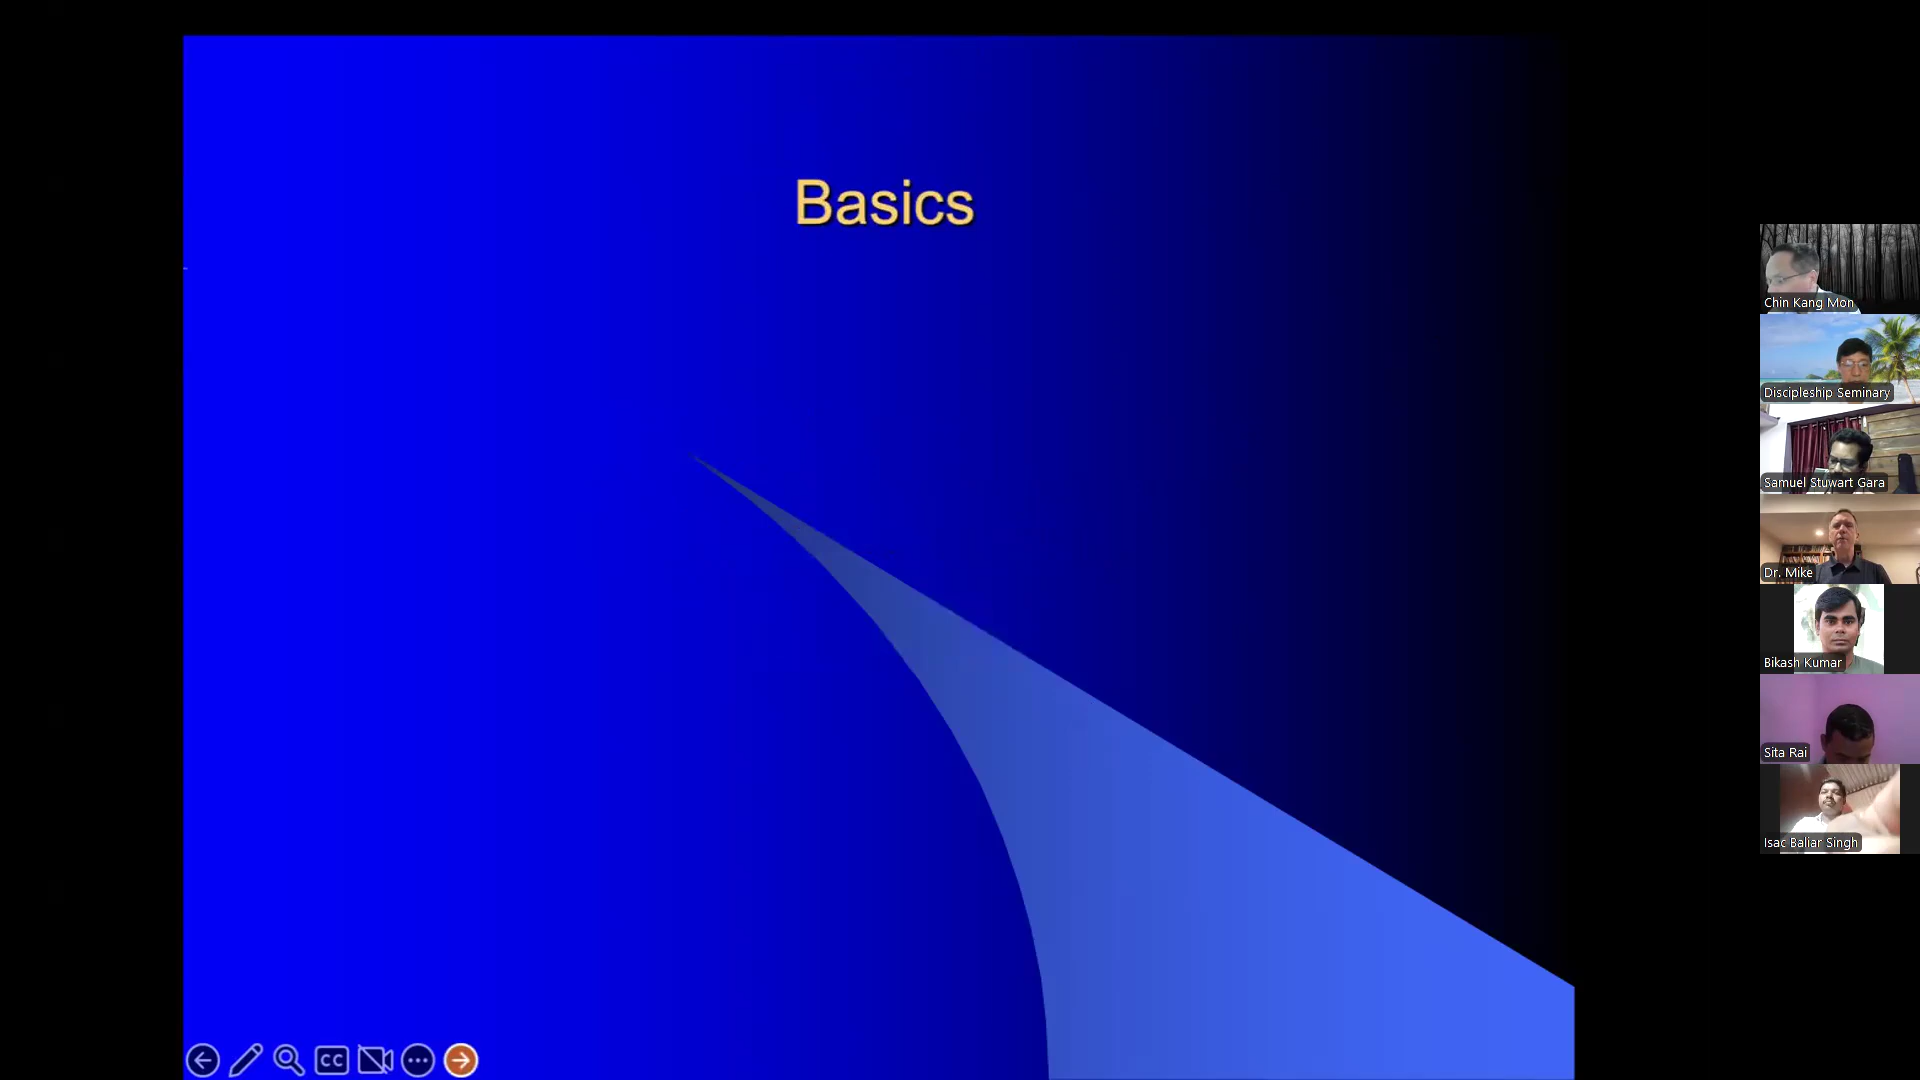 Basics
Chin Kang Mon
Discipleship Seminary
Samuel Stuwart Gara
Dr. Mike
Bikash Kumar
Sita Rai
Isac Baliar Singh
CC